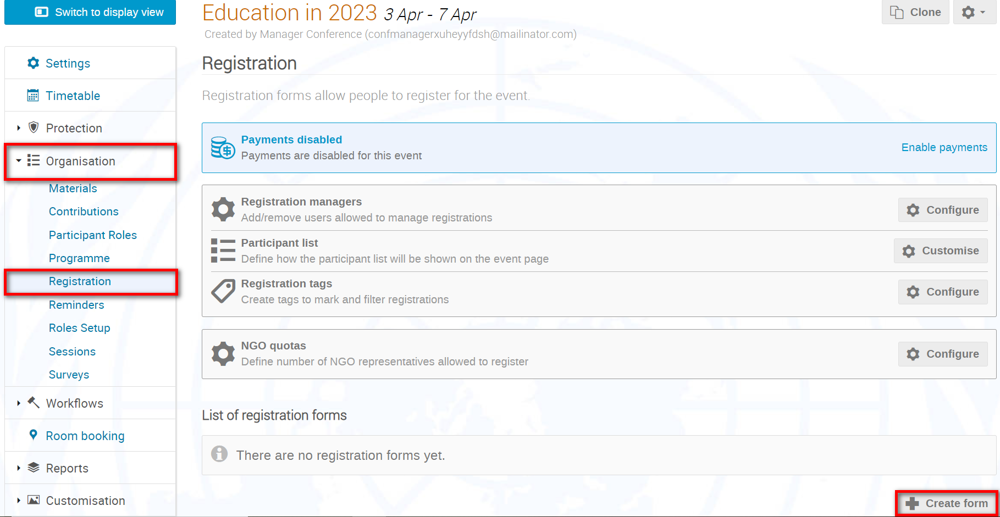 Switch to display view
Education in 2023 3 Apr - 7 Apr
Clone
Created by Manager Conference (confmanagerxuheyyfdsh@mailinator.com)
Settings
Timetable
Protection
Organisation
Materials
Contributions
Participant Roles
Programme
Registration
Reminders
Roles Setup
Sessions
Surveys
Workflows
Room booking
Reports
Customisation
Registration
Registration forms allow people to register for the event.
Payments disabled
Payments are disabled for this event
Enable payments
Registration managers
Add/remove users allowed to manage registrations
Configure
Participant list
Define how the participant list will be shown on the event page
Customise
Registration tags
Create tags to mark and filter registrations
Configure
NGO quotas
Define number of NGO representatives allowed to register
Configure
List of registration forms
There are no registration forms yet.
Create form